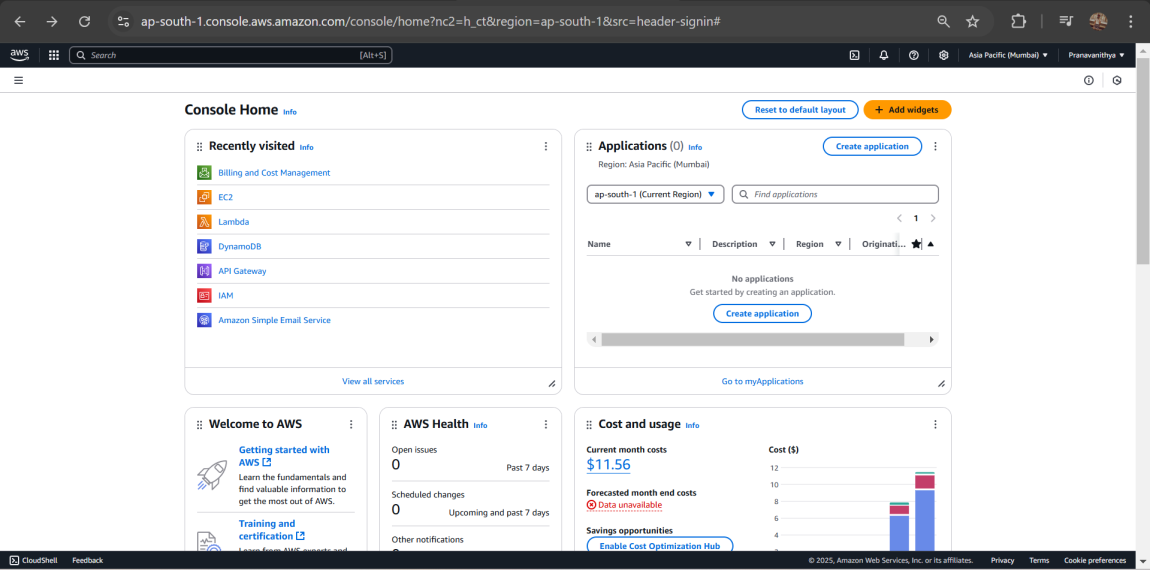 ap-south-1.console.aws.amazon.com/console/home?nc2=h_ct&region=ap-south-1&src=header-signin#
aws
Search [Alt+S]
Asia Pacific (Mumbai)
Pranavanithya
Console Home Info
Reset to default layout
+ Add widgets
Recently visited Info
Billing and Cost Management
EC2
Lambda
DynamoDB
API Gateway
IAM
Amazon Simple Email Service
View all services
Applications (0) Info
Region: Asia Pacific (Mumbai)
Create application
ap-south-1 (Current Region)
Find applications
1
Name Description Region Originati...
No applications
Get started by creating an application.
Create application
Go to myApplications
Welcome to AWS
Getting started with
AWS
Learn the fundamentals and
find valuable information to
get the most out of AWS.
Training and
certification
Learn from AWS experts and
AWS Health Info
Open issues
0 Past 7 days
Scheduled changes
0 Upcoming and past 7 days
Other notifications
Cost and usage Info
Current month costs
$11.56
Forecasted month end costs
Data unavailable
Savings opportunities
Enable Cost Optimization Hub
Cost ($)
12
10
8
6
4
CloudShell Feedback
© 2025, Amazon Web Services, Inc. or its affiliates. Privacy Terms Cookie preferences